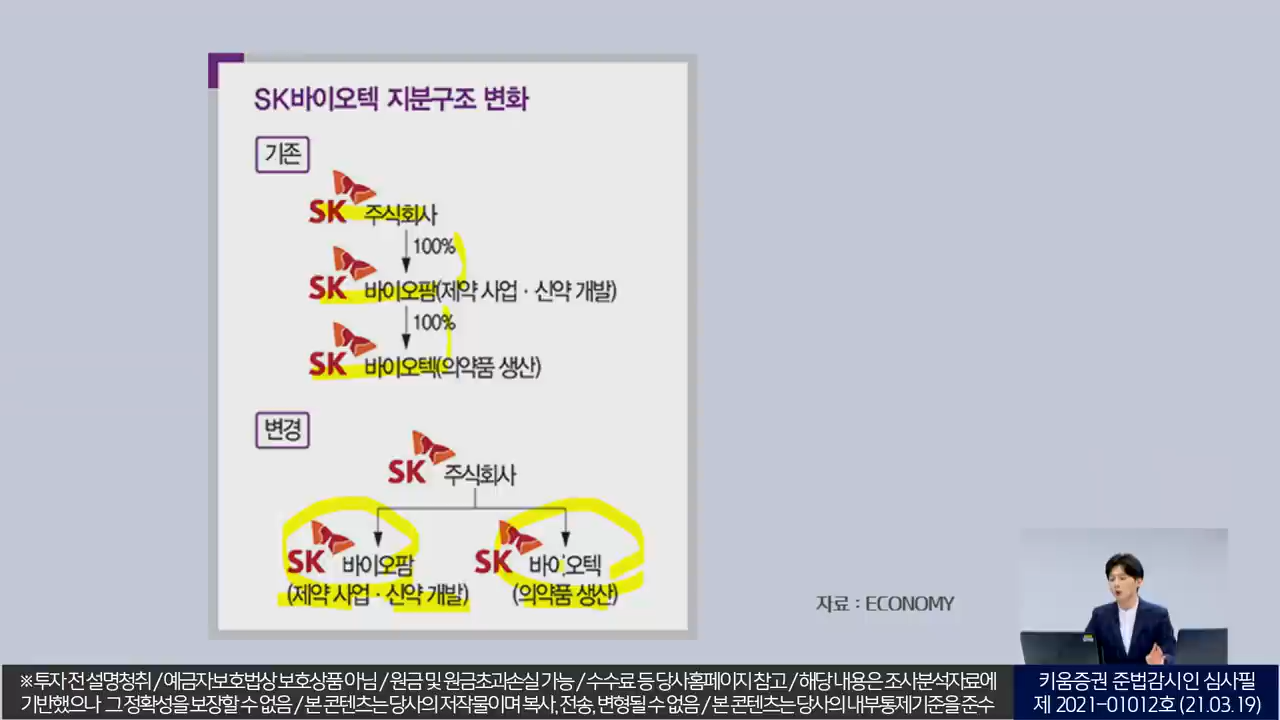 SK바이오텍 지분구조 변화
기존
SK 주식회사
100%
SK 바이오팜(제약 사업·신약 개발)
100%
SK 바이오텍(의약품 생산)
변경
SK 주식회사
SK 바이오팜 SK 바이오텍
(제약 사업·신약 개발) (의약품 생산)
자료 : ECONOMY
※ 투자 전 설명청취 / 예금자보호법상 보호상품 아님 / 원금 및 원금초과손실 가능 / 수수료 등 당사홈페이지 참고 / 해당 내용은 조사분석자료에
기반했으나 그 정확성을 보장할 수 없음 / 본 콘텐츠는 당사의 저작물이며 복사, 전송, 변형될 수 없음 / 본 콘텐츠는 당사의 내부통제기준을 준수
키움증권 준법감시인 심사필
제 2021-01012호 (21.03.19)